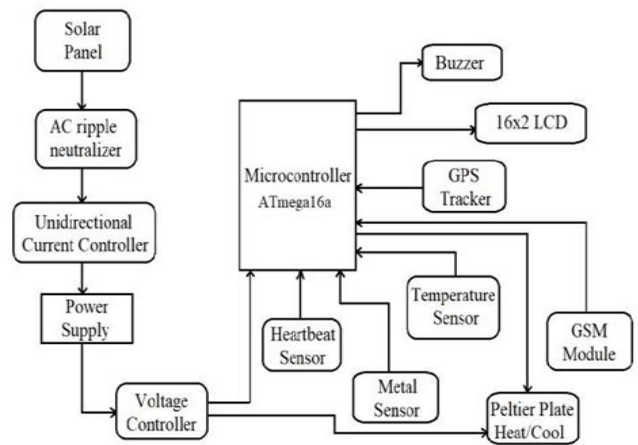 Solar
Panel
AC ripple
neutralizer
Unidirectional
Current Controller
Power
Supply
Voltage
Controller
Microcontroller
ATmega16a
Heartbeat
Sensor
Metal
Sensor
Temperature
Sensor
Buzzer
16x2 LCD
GPS
Tracker
GSM
Module
Peltier Plate
Heat/Cool